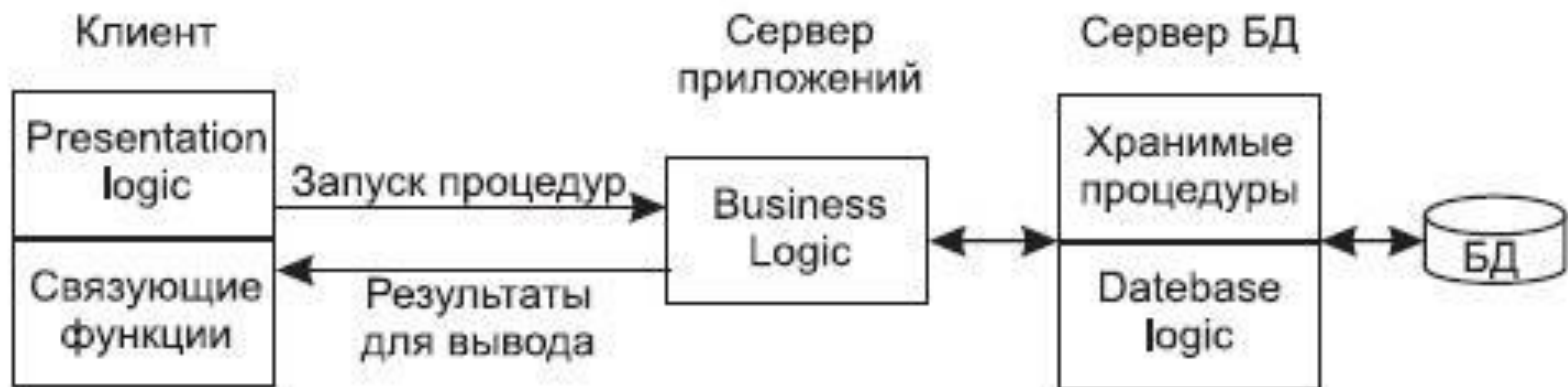 Клиент
Сервер
приложений
Сервер БД
Presentation
logic
Связующие
функции
Запуск процедур
Результаты
для вывода
Business
Logic
Хранимые
процедуры
Datebase
logic
БД